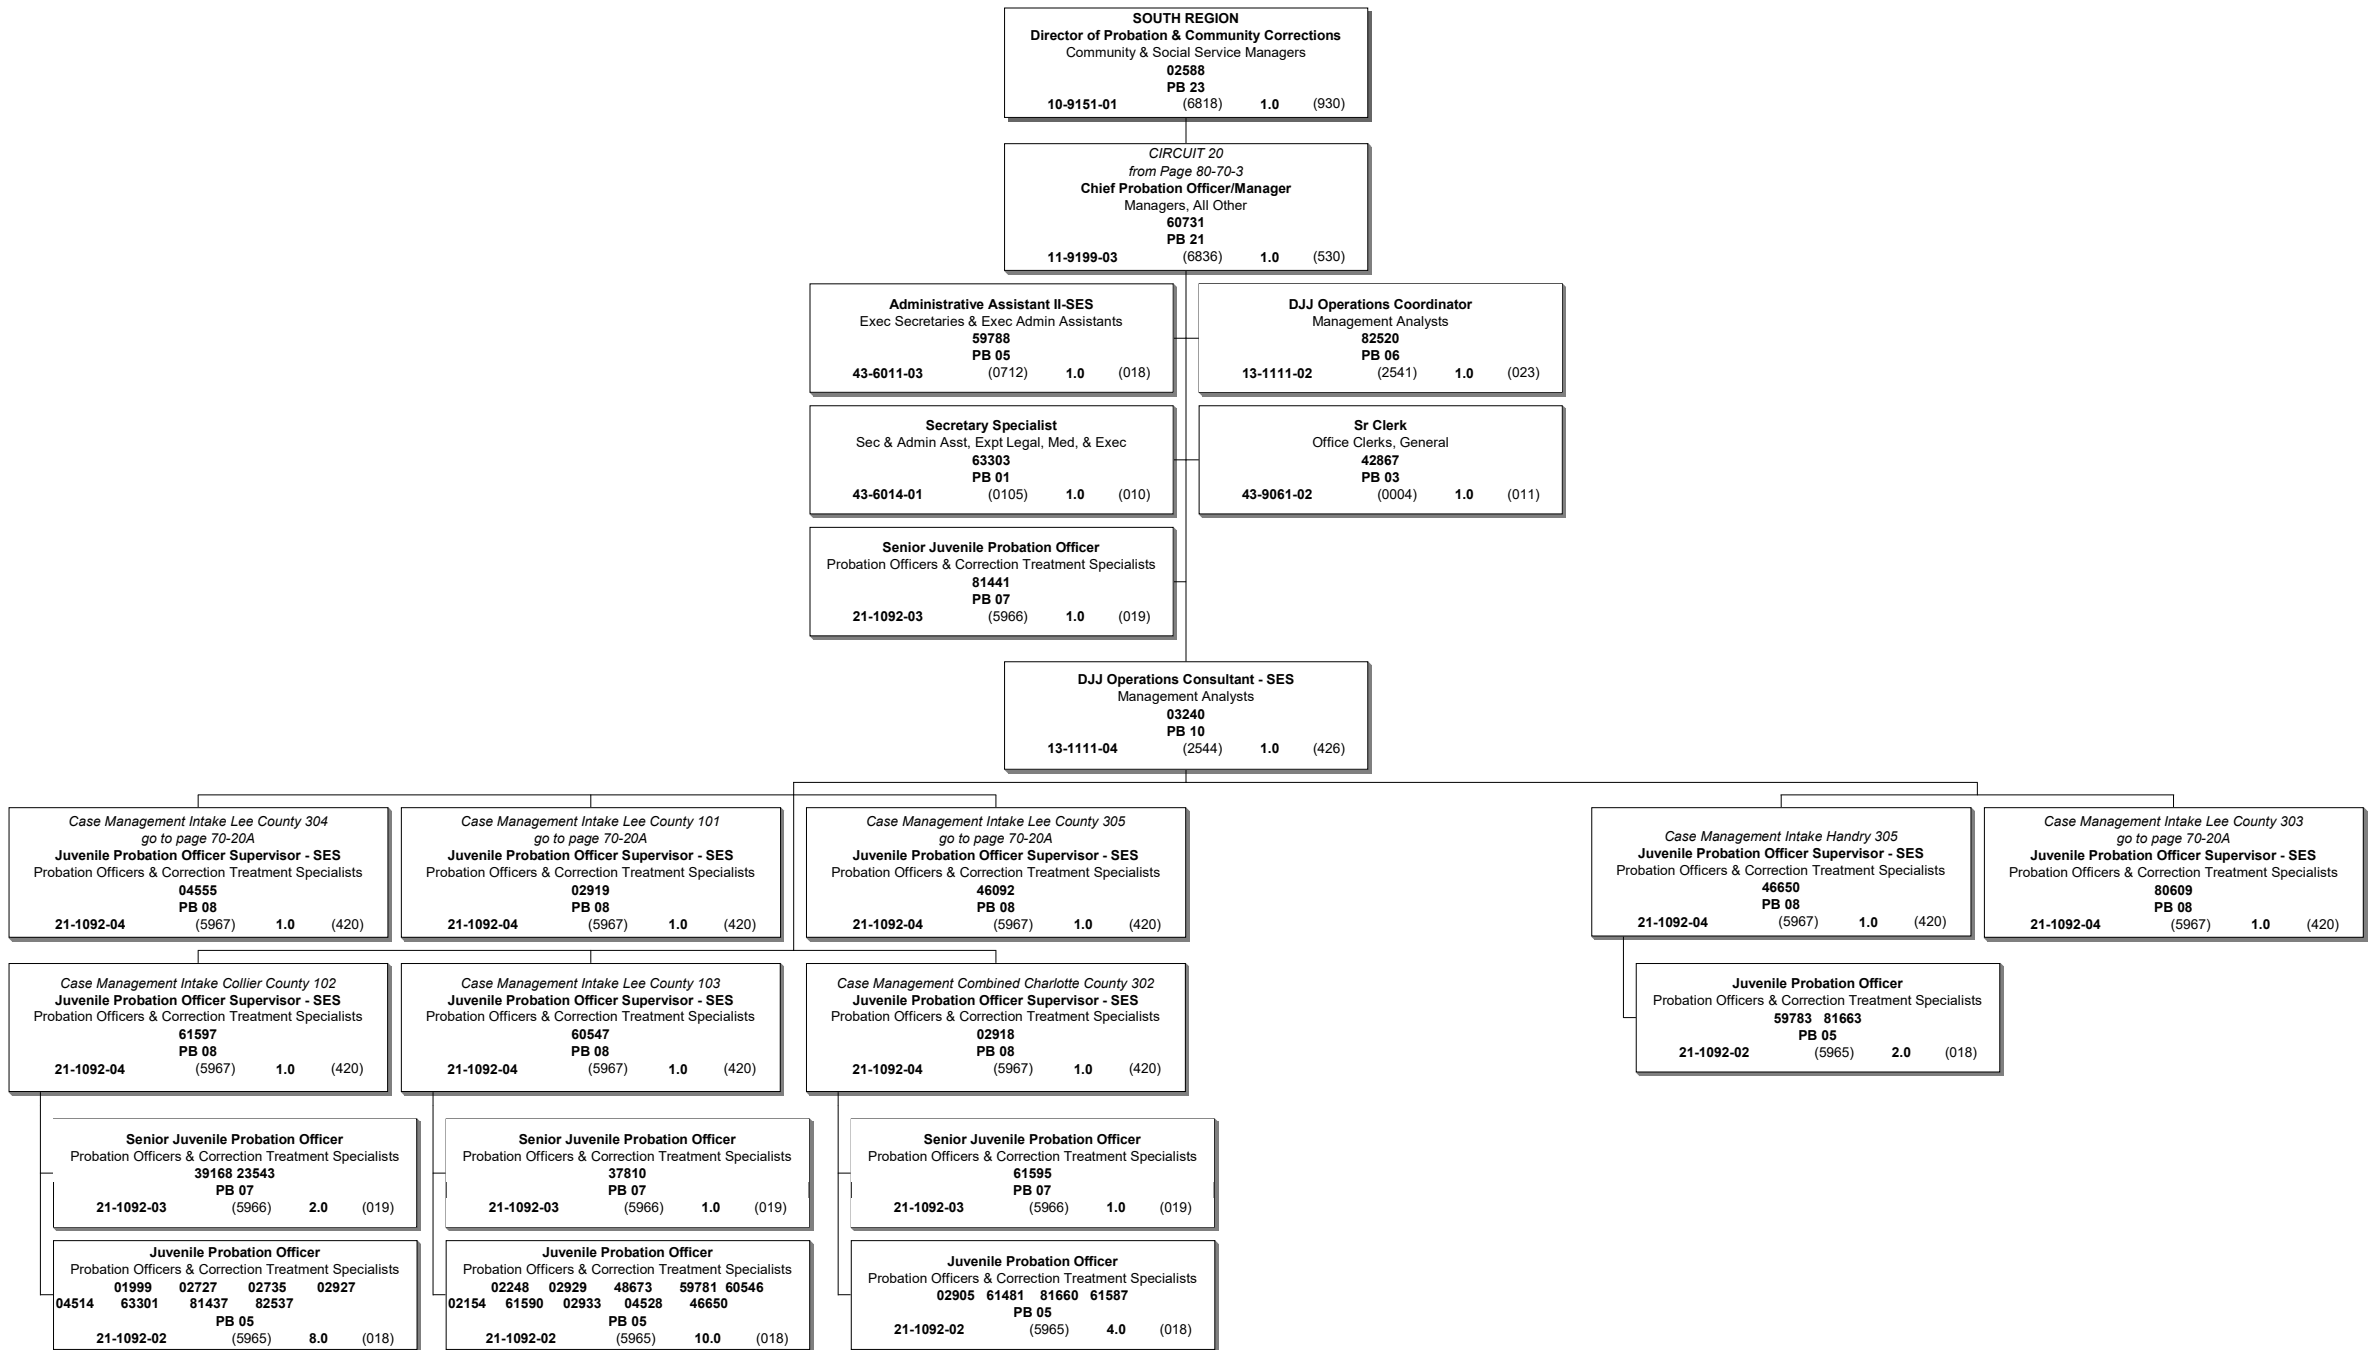 SOUTH REGION
Director of Probation & Community Corrections
Community & Social Service Managers
02588
PB 23
10-9151-01 (6818) 1.0 (930)
CIRCUIT 20
from Page 80-70-3
Chief Probation Officer/Manager
Managers, All Other
60731
PB 21
11-9199-03 (6836) 1.0 (530)
Administrative Assistant II-SES
Exec Secretaries & Exec Admin Assistants
59788
PB 05
43-6011-03 (0712) 1.0 (018)
DJJ Operations Coordinator
Management Analysts
82520
PB 06
13-1111-02 (2541) 1.0 (023)
Secretary Specialist
Sec & Admin Asst, Expt Legal, Med, & Exec
63303
PB 01
43-6014-01 (0105) 1.0 (010)
Sr Clerk
Office Clerks, General
42867
PB 03
43-9061-02 (0004) 1.0 (011)
Senior Juvenile Probation Officer
Probation Officers & Correction Treatment Specialists
81441
PB 07
21-1092-03 (5966) 1.0 (019)
DJJ Operations Consultant - SES
Management Analysts
03240
PB 10
13-1111-04 (2544) 1.0 (426)
Case Management Intake Lee County 304
go to page 70-20A
Juvenile Probation Officer Supervisor - SES
Probation Officers & Correction Treatment Specialists
04555
PB 08
21-1092-04 (5967) 1.0 (420)
Case Management Intake Lee County 101
go to page 70-20A
Juvenile Probation Officer Supervisor - SES
Probation Officers & Correction Treatment Specialists
02919
PB 08
21-1092-04 (5967) 1.0 (420)
Case Management Intake Lee County 305
go to page 70-20A
Juvenile Probation Officer Supervisor - SES
Probation Officers & Correction Treatment Specialists
46092
PB 08
21-1092-04 (5967) 1.0 (420)
Case Management Intake Handry 305
Juvenile Probation Officer Supervisor - SES
Probation Officers & Correction Treatment Specialists
46650
PB 08
21-1092-04 (5967) 1.0 (420)
Case Management Intake Lee County 303
go to page 70-20A
Juvenile Probation Officer Supervisor - SES
Probation Officers & Correction Treatment Specialists
80609
PB 08
21-1092-04 (5967) 1.0 (420)
Case Management Intake Collier County 102
Juvenile Probation Officer Supervisor - SES
Probation Officers & Correction Treatment Specialists
61597
PB 08
21-1092-04 (5967) 1.0 (420)
Case Management Intake Lee County 103
Juvenile Probation Officer Supervisor - SES
Probation Officers & Correction Treatment Specialists
60547
PB 08
21-1092-04 (5967) 1.0 (420)
Case Management Combined Charlotte County 302
Juvenile Probation Officer Supervisor - SES
Probation Officers & Correction Treatment Specialists
02918
PB 08
21-1092-04 (5967) 1.0 (420)
Juvenile Probation Officer
Probation Officers & Correction Treatment Specialists
59783 81663
PB 05
21-1092-02 (5965) 2.0 (018)
Senior Juvenile Probation Officer
Probation Officers & Correction Treatment Specialists
39168 23543
PB 07
21-1092-03 (5966) 2.0 (019)
Senior Juvenile Probation Officer
Probation Officers & Correction Treatment Specialists
37810
PB 07
21-1092-03 (5966) 1.0 (019)
Senior Juvenile Probation Officer
Probation Officers & Correction Treatment Specialists
61595
PB 07
21-1092-03 (5966) 1.0 (019)
Juvenile Probation Officer
Probation Officers & Correction Treatment Specialists
01999 02727 02735 02927
04514 63301 81437 82537
PB 05
21-1092-02 (5965) 8.0 (018)
Juvenile Probation Officer
Probation Officers & Correction Treatment Specialists
02248 02929 48673 59781 60546
02154 61590 02933 04528 46650
PB 05
21-1092-02 (5965) 10.0 (018)
Juvenile Probation Officer
Probation Officers & Correction Treatment Specialists
02905 61481 81660 61587
PB 05
21-1092-02 (5965) 4.0 (018)